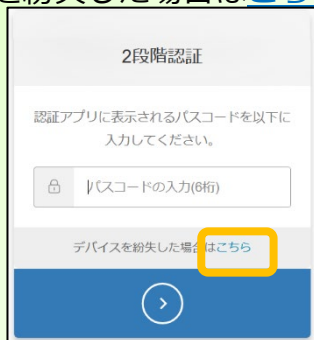 を紛失した場合はこちら
2段階認証
認証アプリに表示されるパスコードを以下に
入力してください。
パスコードの入力(6桁)
デバイスを紛失した場合はこちら